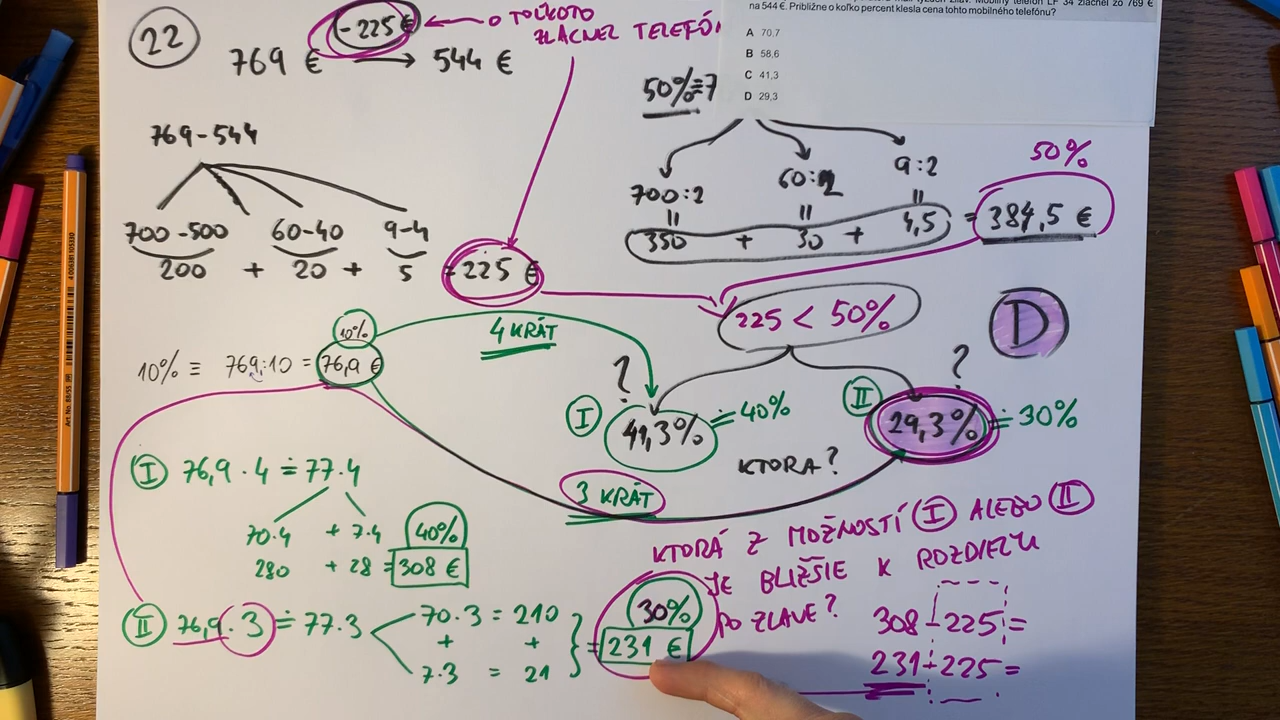 22
-225 €
O TOĽKOTO
ZLACNEL TELEFÓN
769 € → 544 €
na 544 €. Približne o koľko percent klesla cena tohto mobilného telefónu?
A 70,7
B 58,6
C 41,3
D 29,3
50% = 7
769-544
700-500 60-40 9-4
200 + 20 + 5
- 225 €
700:2 60:2 9:2
350 + 30 + 4,5 = 384,5 €
50%
225 < 50%
D
10%
10% ≡ 769:10 = 76,9 €
4 KRÁT
?
I 41,3% ≐ 40%
?
II 29,3% ≐ 30%
KTORA?
3 KRÁT
I 76,9 . 4 ≐ 77.4
70.4 + 7.4 40%
280 + 28 = 308 €
II 76,9 . 3 ≐ 77.3
70.3 = 210
+ +
7.3 = 21
= 231 €
30%
KTORÁ Z MOŽNOSTÍ I ALEBO II
JE BLIŽŠIE K ROZDIELU
PO ZĽAVE?
308 - 225 =
231 - 225 =